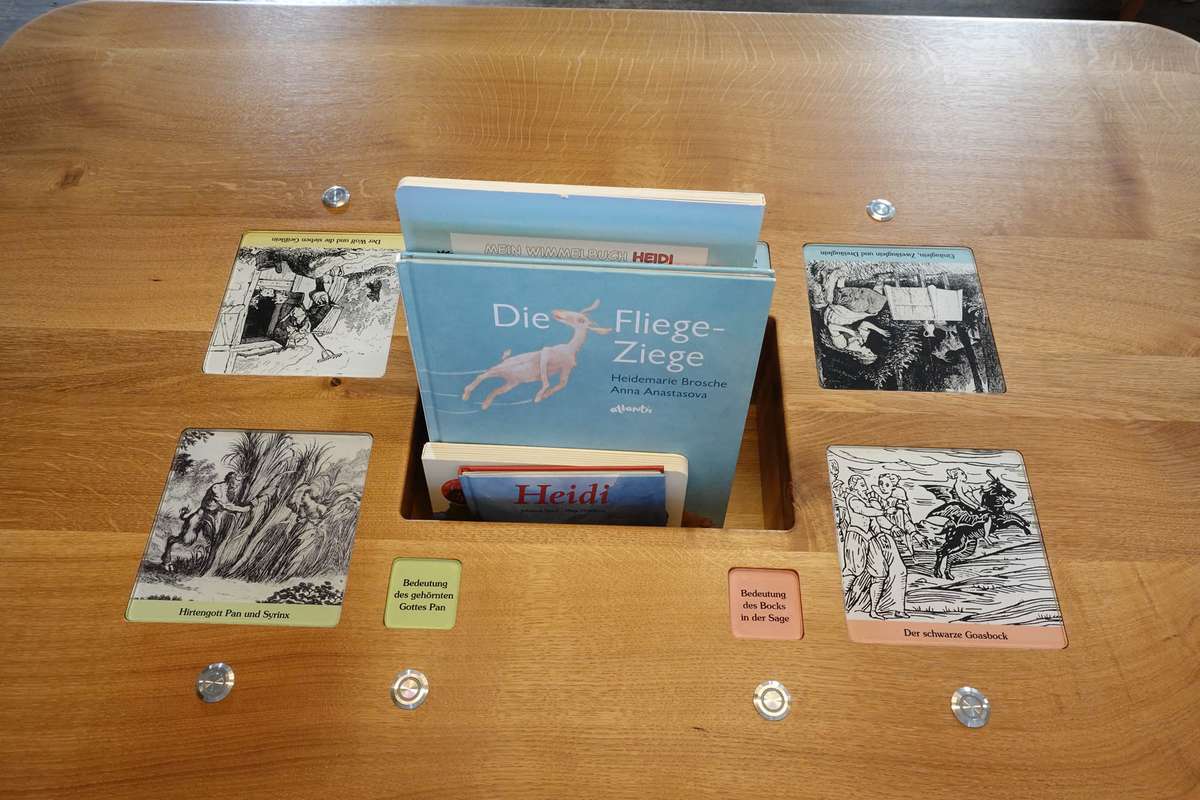 Der Wolf und die sieben Geißlein
Einäuglein, Zweiäuglein und Dreiäuglein
MEIN WIMMELBUCH HEIDI
Die Fliege-
Ziege
Heidemarie Brosche
Anna Anastasova
atlantis
Heidi
Hirtengott Pan und Syrinx
Bedeutung
des gehörnten
Gottes Pan
Bedeutung
des Bocks
in der Sage
Der schwarze Goasbock